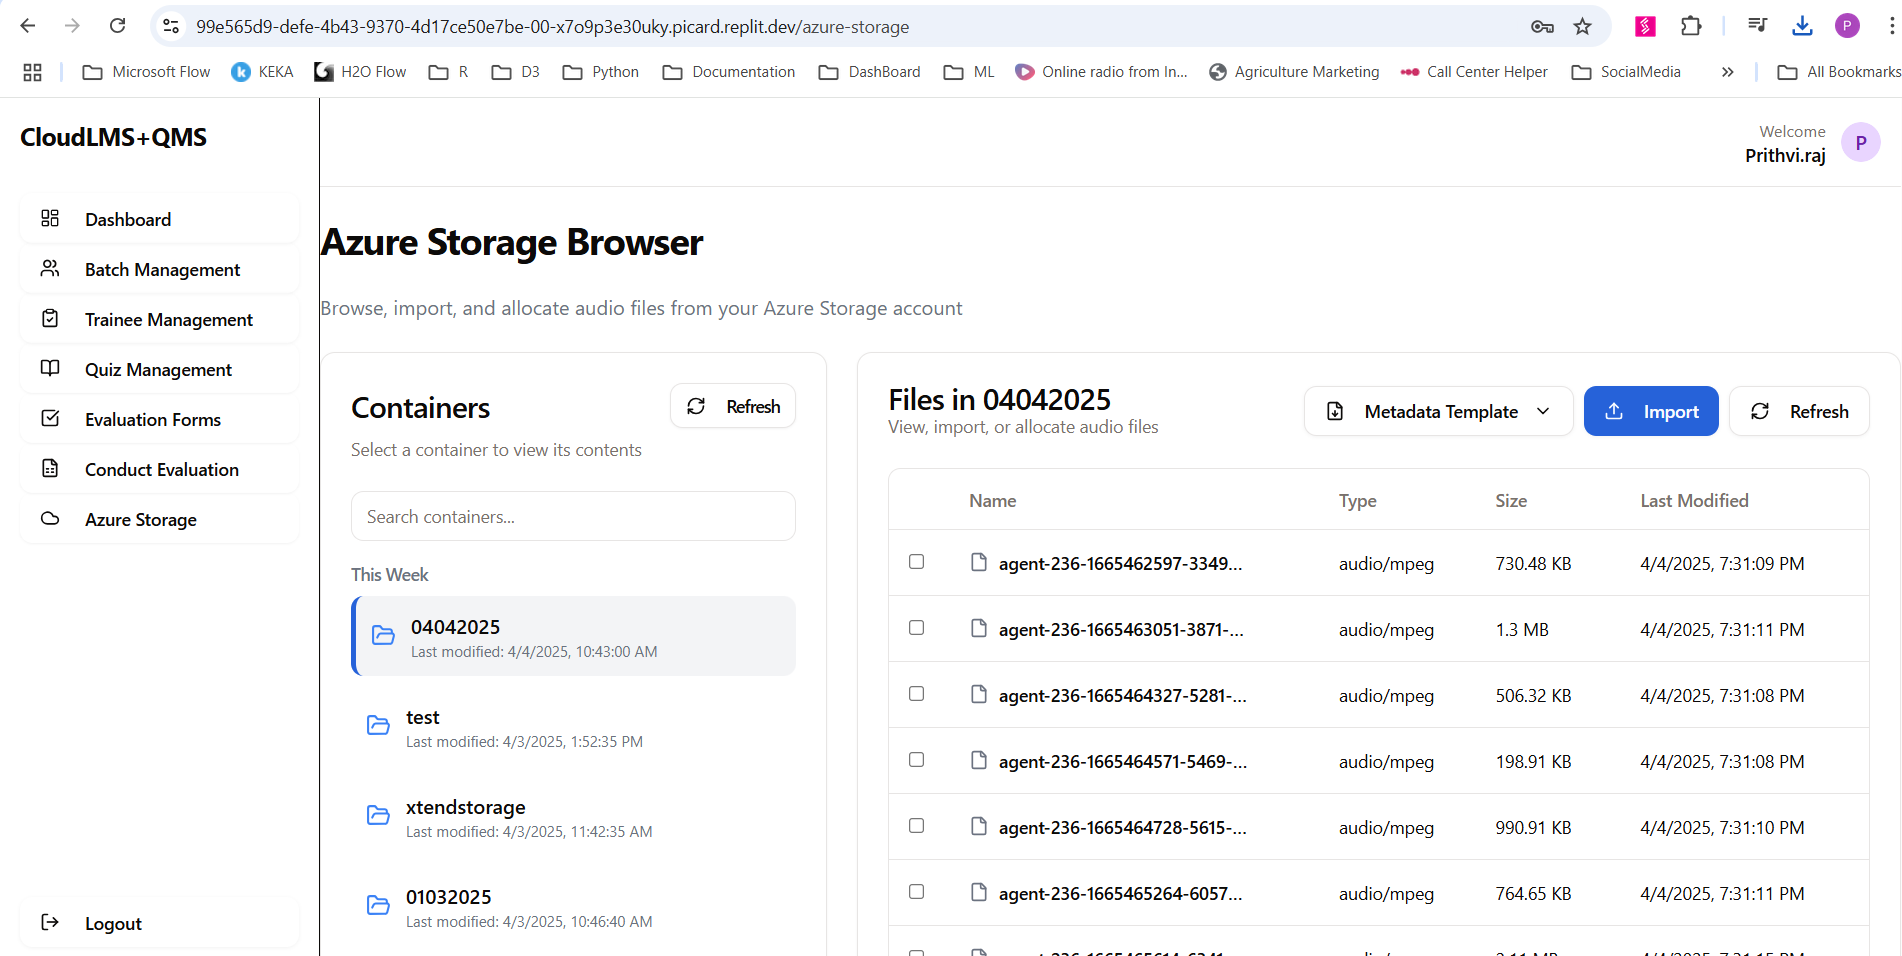 99e565d9-defe-4b43-9370-4d17ce50e7be-00-x7o9p3e30uky.picard.replit.dev/azure-storage
P
Microsoft Flow
KEKA
H2O Flow
R
D3
Python
Documentation
DashBoard
ML
Online radio from In...
Agriculture Marketing
Call Center Helper
SocialMedia
»
All Bookmarks
CloudLMS+QMS
Dashboard
Batch Management
Trainee Management
Quiz Management
Evaluation Forms
Conduct Evaluation
Azure Storage
Logout
Welcome
Prithvi.raj
P
Azure Storage Browser
Browse, import, and allocate audio files from your Azure Storage account
Containers
Refresh
Select a container to view its contents
Search containers...
This Week
04042025
Last modified: 4/4/2025, 10:43:00 AM
test
Last modified: 4/3/2025, 1:52:35 PM
xtendstorage
Last modified: 4/3/2025, 11:42:35 AM
01032025
Last modified: 4/3/2025, 10:46:40 AM
Files in 04042025
View, import, or allocate audio files
Metadata Template
Import
Refresh
Name Type Size Last Modified
agent-236-1665462597-3349... audio/mpeg 730.48 KB 4/4/2025, 7:31:09 PM
agent-236-1665463051-3871-... audio/mpeg 1.3 MB 4/4/2025, 7:31:11 PM
agent-236-1665464327-5281-... audio/mpeg 506.32 KB 4/4/2025, 7:31:08 PM
agent-236-1665464571-5469-... audio/mpeg 198.91 KB 4/4/2025, 7:31:08 PM
agent-236-1665464728-5615-... audio/mpeg 990.91 KB 4/4/2025, 7:31:10 PM
agent-236-1665465264-6057... audio/mpeg 764.65 KB 4/4/2025, 7:31:11 PM